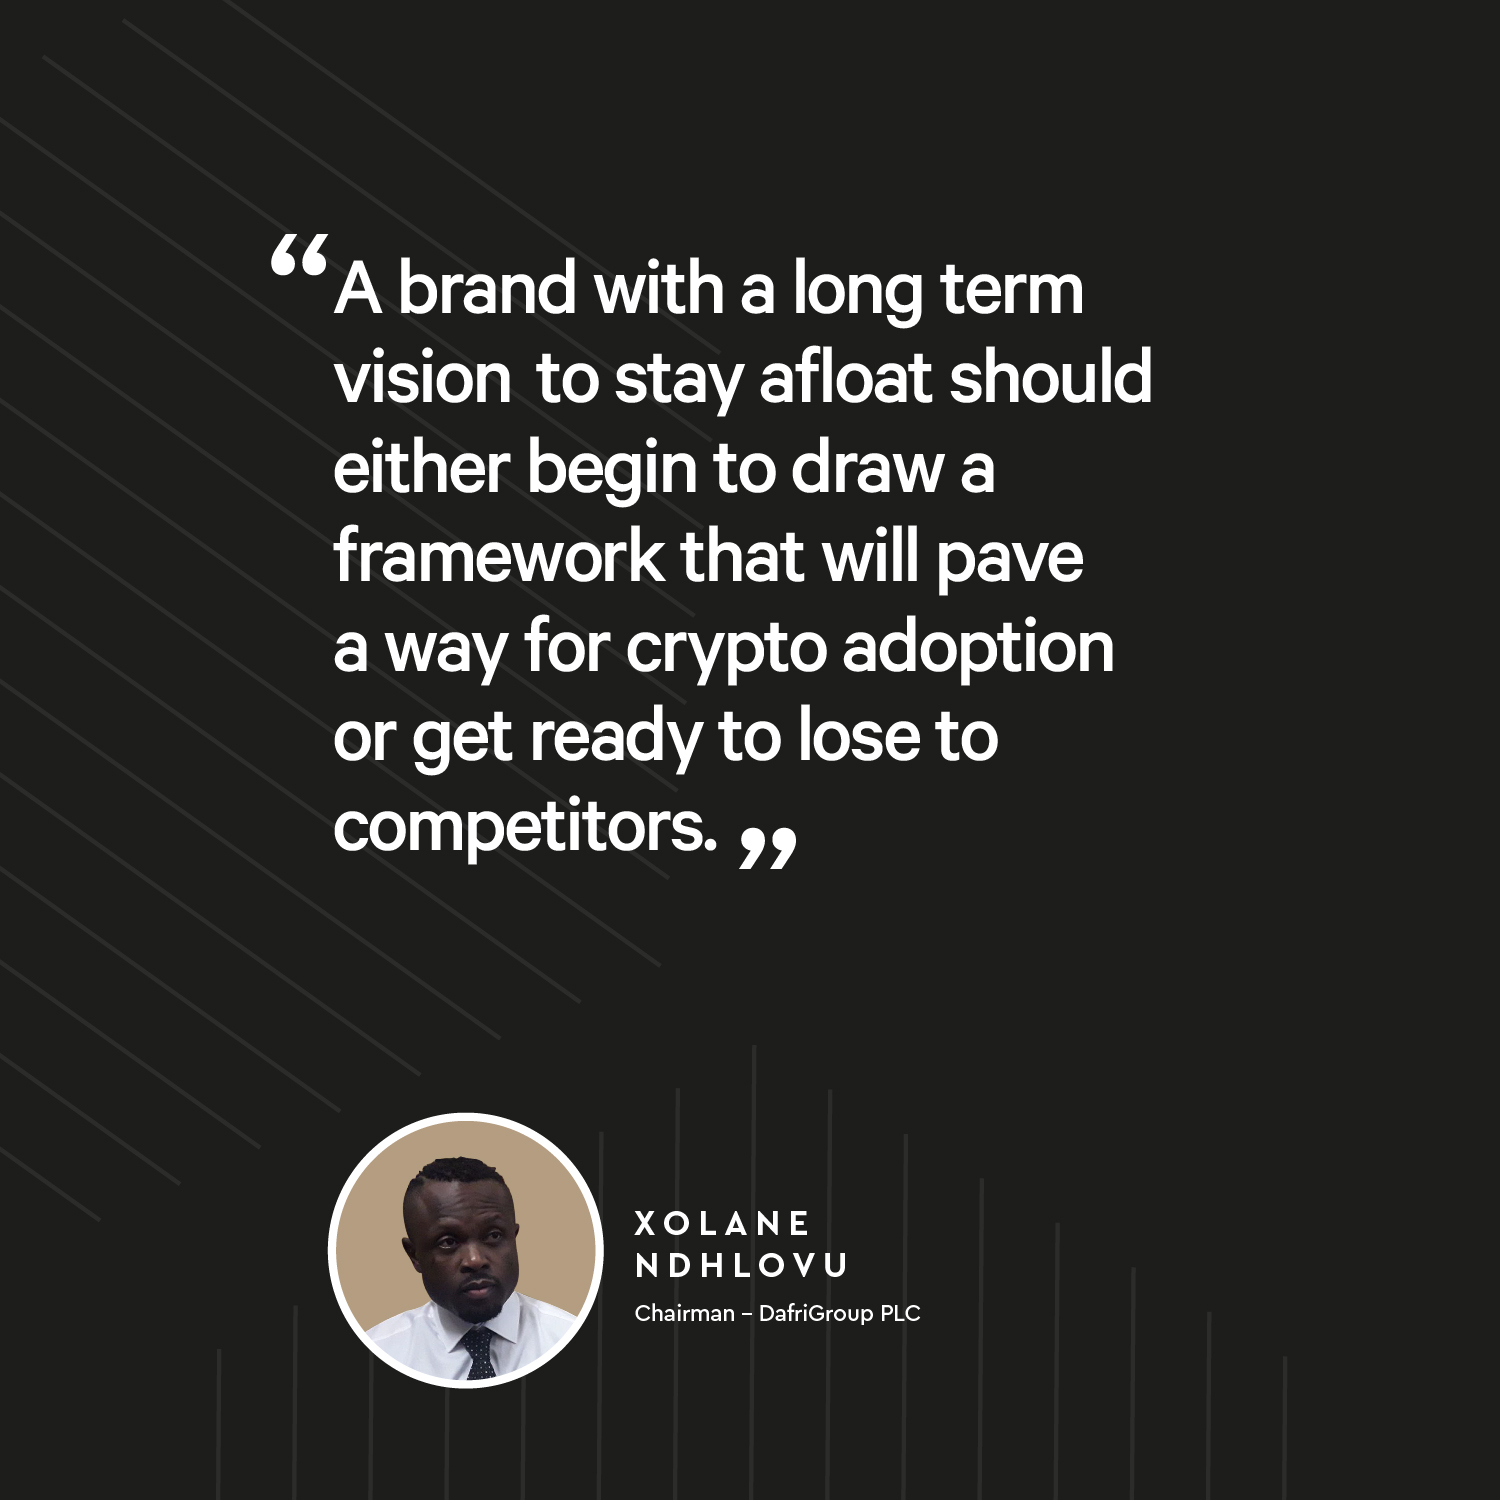 “A brand with a long term
vision to stay afloat should
either begin to draw a
framework that will pave
a way for crypto adoption
or get ready to lose to
competitors.”
XOLANE
NDHLOVU
Chairman – DafriGroup PLC